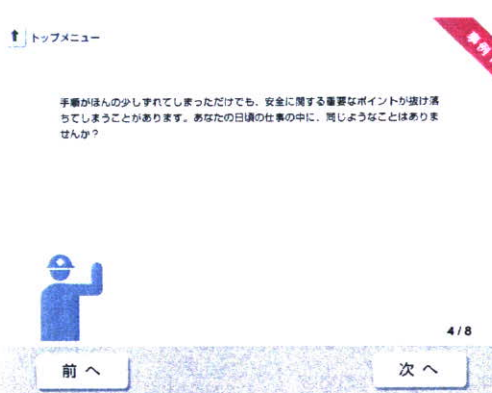 トップメニュー
事例
手順がほんの少しずれてしまっただけでも、安全に関する重要なポイントが抜け落
ちてしまうことがあります。あなたの日頃の仕事の中に、同じようなことはありま
せんか？
4/8
前へ
次へ